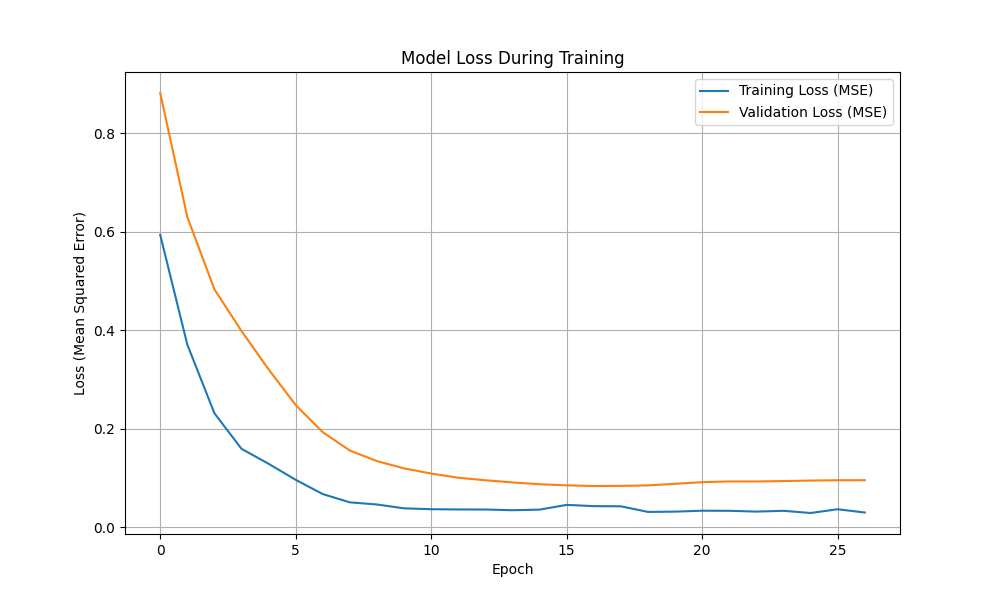 Model Loss During Training
Training Loss (MSE)
Validation Loss (MSE)
Loss (Mean Squared Error)
0.8
0.6
0.4
0.2
0.0
0 5 10 15 20 25
Epoch